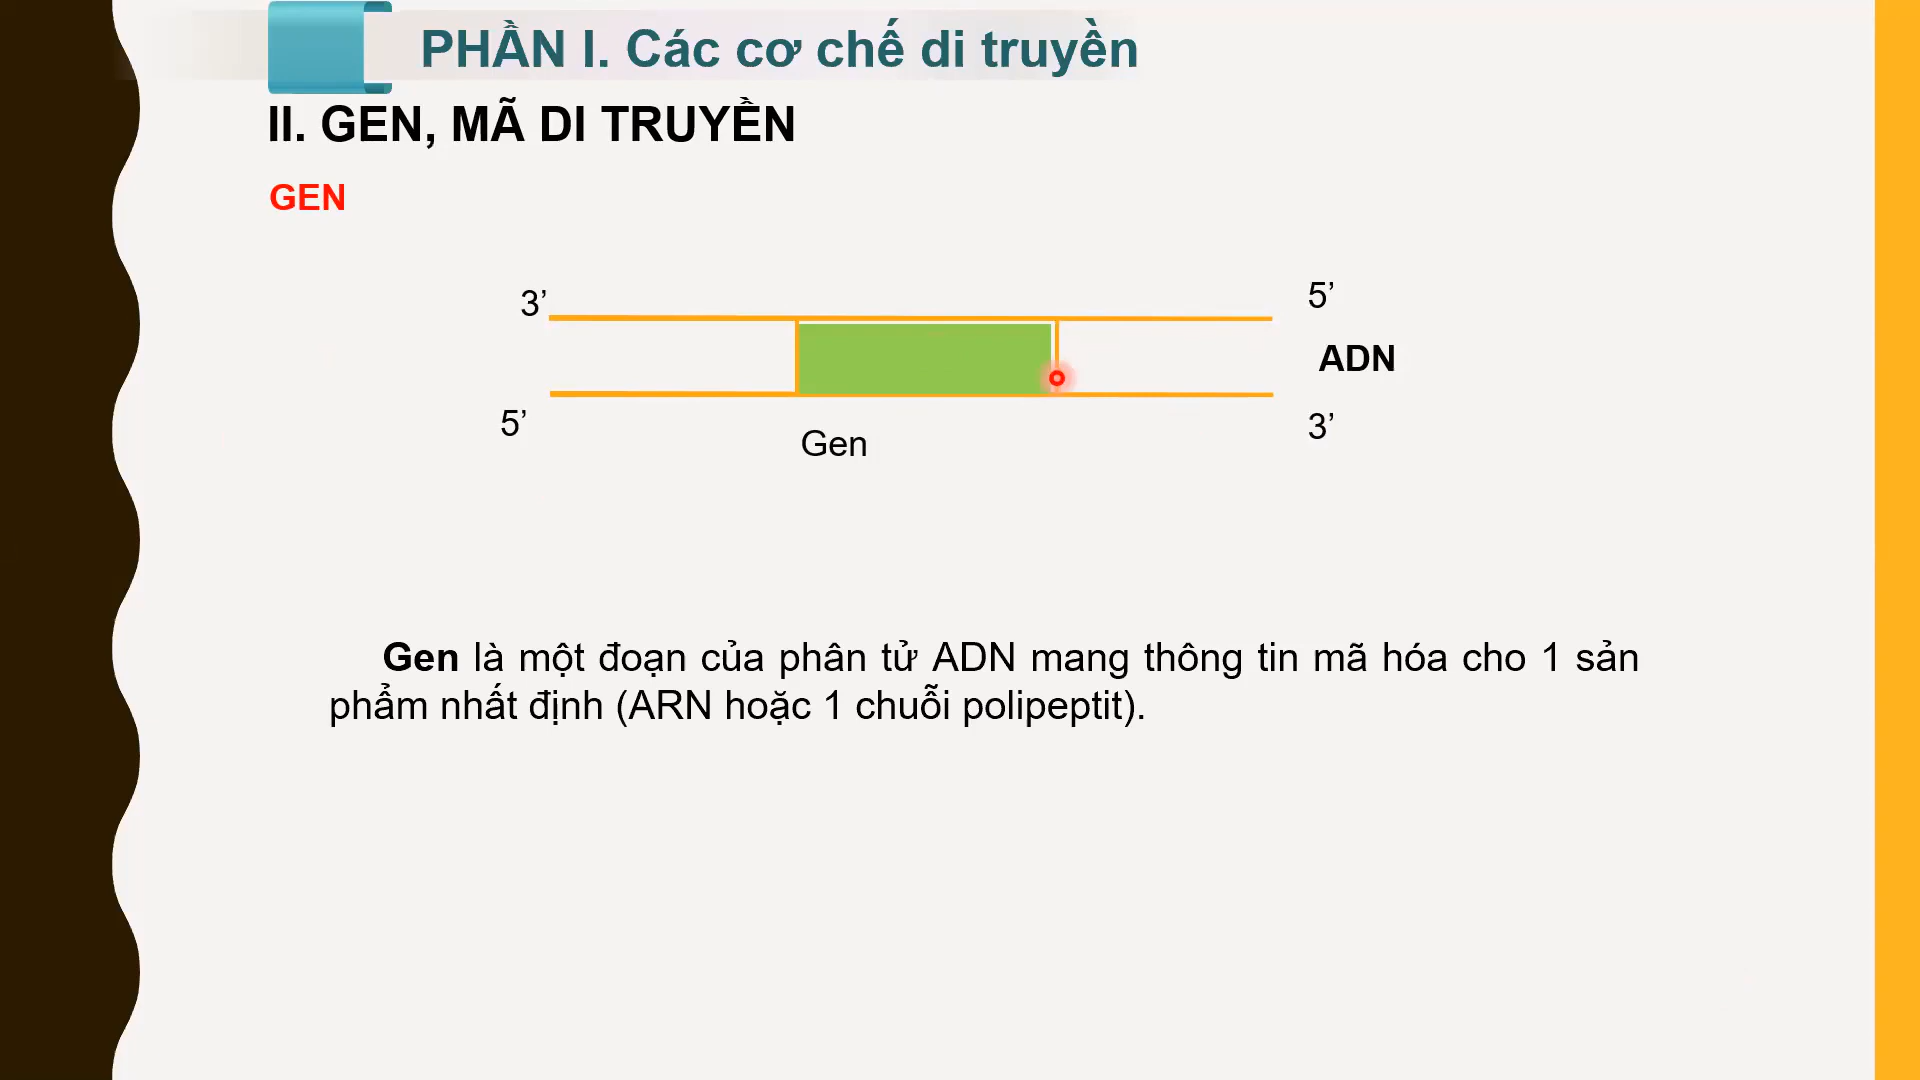 PHẦN I. Các cơ chế di truyền
II. GEN, MÃ DI TRUYỀN
GEN
3’
5’
ADN
5’
3’
Gen
Gen là một đoạn của phân tử ADN mang thông tin mã hóa cho 1 sản
phẩm nhất định (ARN hoặc 1 chuỗi polipeptit).